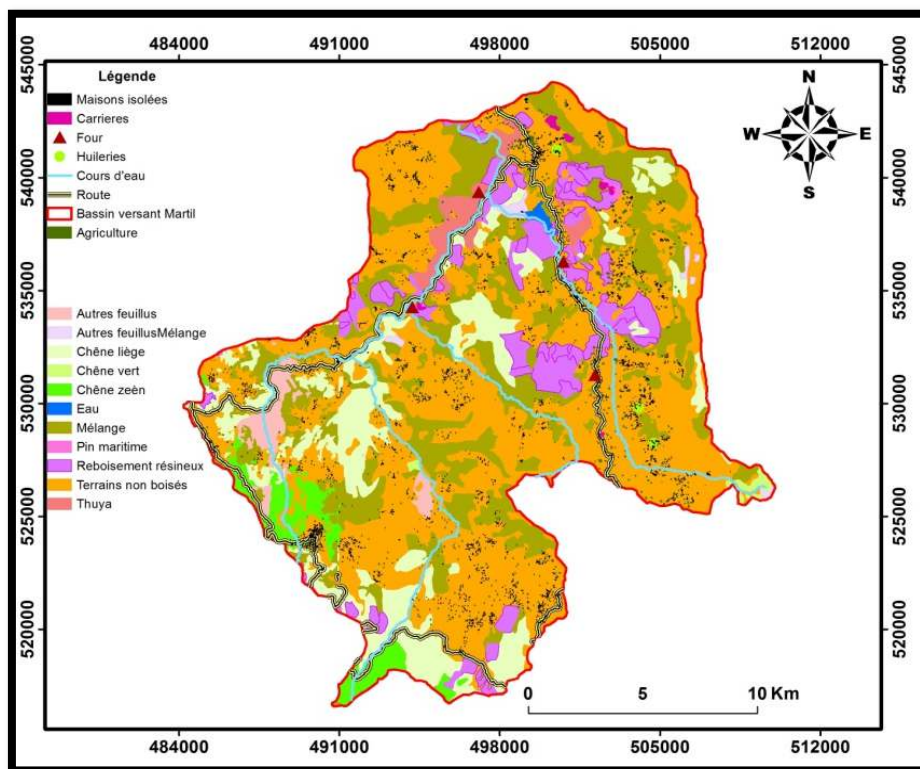 484000 491000 498000 505000 512000
545000 545000
Légende
Maisons isolées
Carrieres
Four
Huileries
Cours d'eau
Route
Bassin versant Martil
Agriculture
Autres feuillus
Autres feuillusMélange
Chêne liège
Chêne vert
Chêne zeèn
Eau
Mélange
Pin maritime
Reboisement résineux
Terrains non boisés
Thuya
N
W E
S
540000 540000
535000 535000
530000 530000
525000 525000
520000 520000
0 5 10 Km
484000 491000 498000 505000 512000